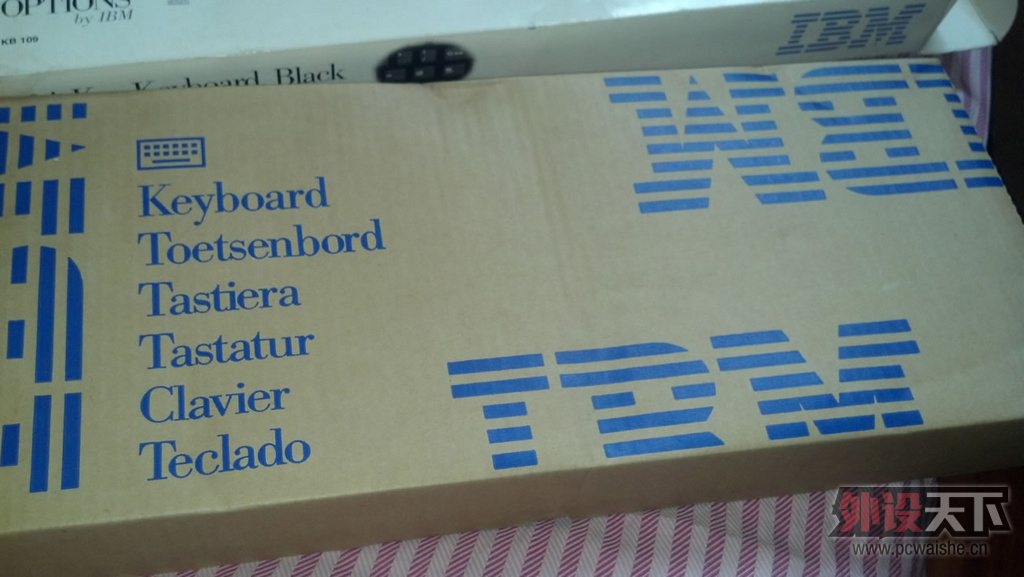 OPTIONS
by IBM
KB 109
IBM
Keyboard Black
IBM
Keyboard
Toetsenbord
Tastiera
Tastatur
Clavier
Teclado
IBM
IBM
外设天下
www.pcwaishe.cn